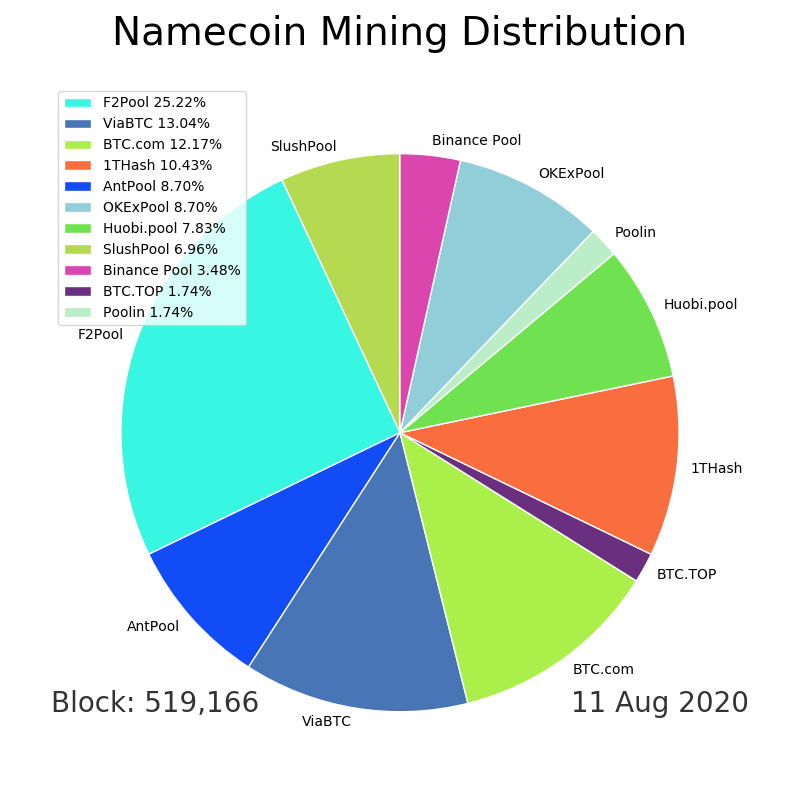 Namecoin Mining Distribution
F2Pool 25.22%
ViaBTC 13.04%
BTC.com 12.17%
1THash 10.43%
AntPool 8.70%
OKExPool 8.70%
Huobi.pool 7.83%
SlushPool 6.96%
Binance Pool 3.48%
BTC.TOP 1.74%
Poolin 1.74%
SlushPool
Binance Pool
OKExPool
Poolin
Huobi.pool
F2Pool
1THash
BTC.TOP
AntPool
BTC.com
ViaBTC
Block: 519,166
11 Aug 2020